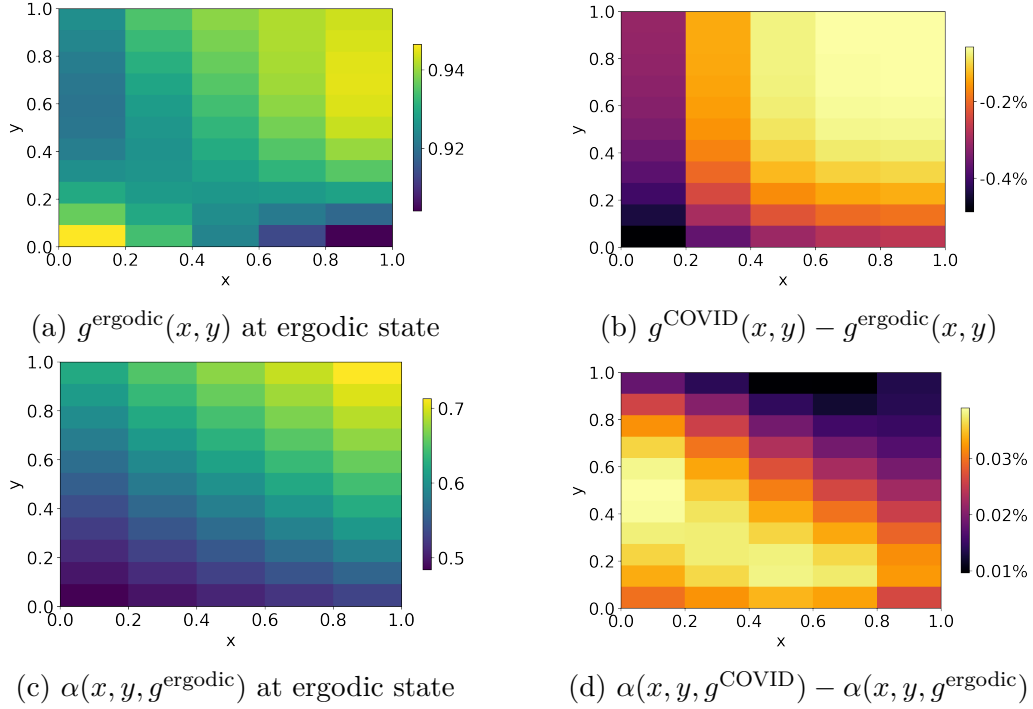 1.0
0.8
0.6
0.4
0.2
0.0
y
0.0 0.2 0.4 0.6 0.8 1.0
x
0.94
0.92
(a) g^ergodic(x, y) at ergodic state
1.0
0.8
0.6
0.4
0.2
0.0
y
0.0 0.2 0.4 0.6 0.8 1.0
x
-0.2%
-0.4%
(b) g^COVID(x, y) − g^ergodic(x, y)
1.0
0.8
0.6
0.4
0.2
0.0
y
0.0 0.2 0.4 0.6 0.8 1.0
x
0.7
0.6
0.5
(c) α(x, y, g^ergodic) at ergodic state
1.0
0.8
0.6
0.4
0.2
0.0
y
0.0 0.2 0.4 0.6 0.8 1.0
x
0.03%
0.02%
0.01%
(d) α(x, y, g^COVID) − α(x, y, g^ergodic)